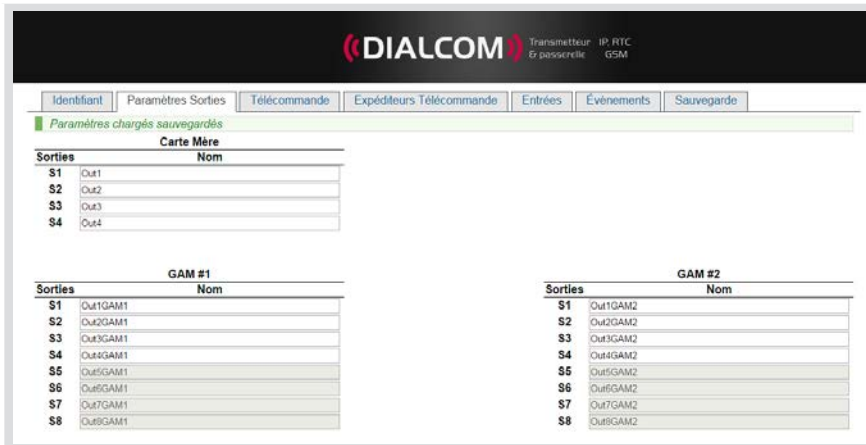 ((DIALCOM)) Transmetteur IP, RTC
& passerelle GSM
Identifiant Paramètres Sorties Télécommande Expéditeurs Télécommande Entrées Évènements Sauvegarde
Paramètres chargés sauvegardés
Carte Mère
Sorties Nom
S1 Out1
S2 Out2
S3 Out3
S4 Out4
GAM #1 GAM #2
Sorties Nom Sorties Nom
S1 Out1GAM1 S1 Out1GAM2
S2 Out2GAM1 S2 Out2GAM2
S3 Out3GAM1 S3 Out3GAM2
S4 Out4GAM1 S4 Out4GAM2
S5 Out5GAM1 S5 Out5GAM2
S6 Out6GAM1 S6 Out6GAM2
S7 Out7GAM1 S7 Out7GAM2
S8 Out8GAM1 S8 Out8GAM2